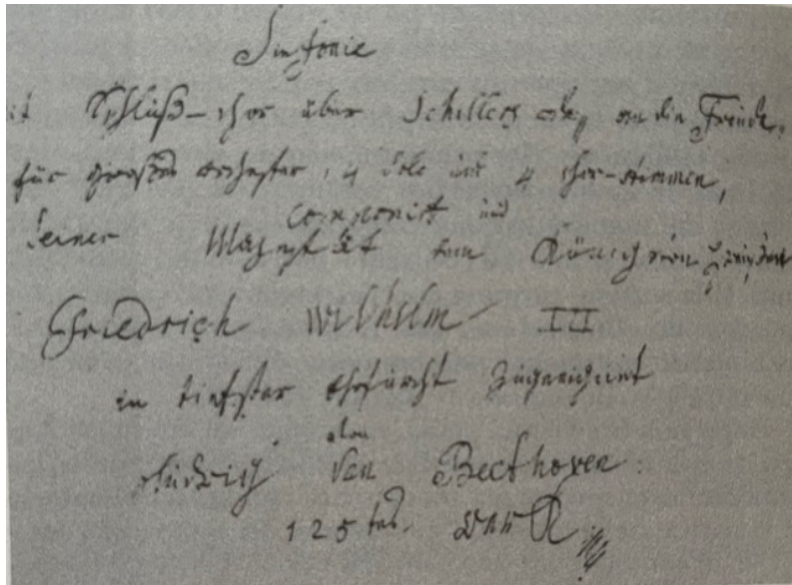 Sinfonie
it Schluß-chor über Schillers ode, an die Freude,
für großes orchester, 4 Solo und 4 chor-stimmen,
componirt und
Seiner Majestät dem König von Preußen
Friedrich Wilhelm III
in tiefster Ehrfurcht zugeeignet
von
Ludwig van Beethoven.
125tes Werk